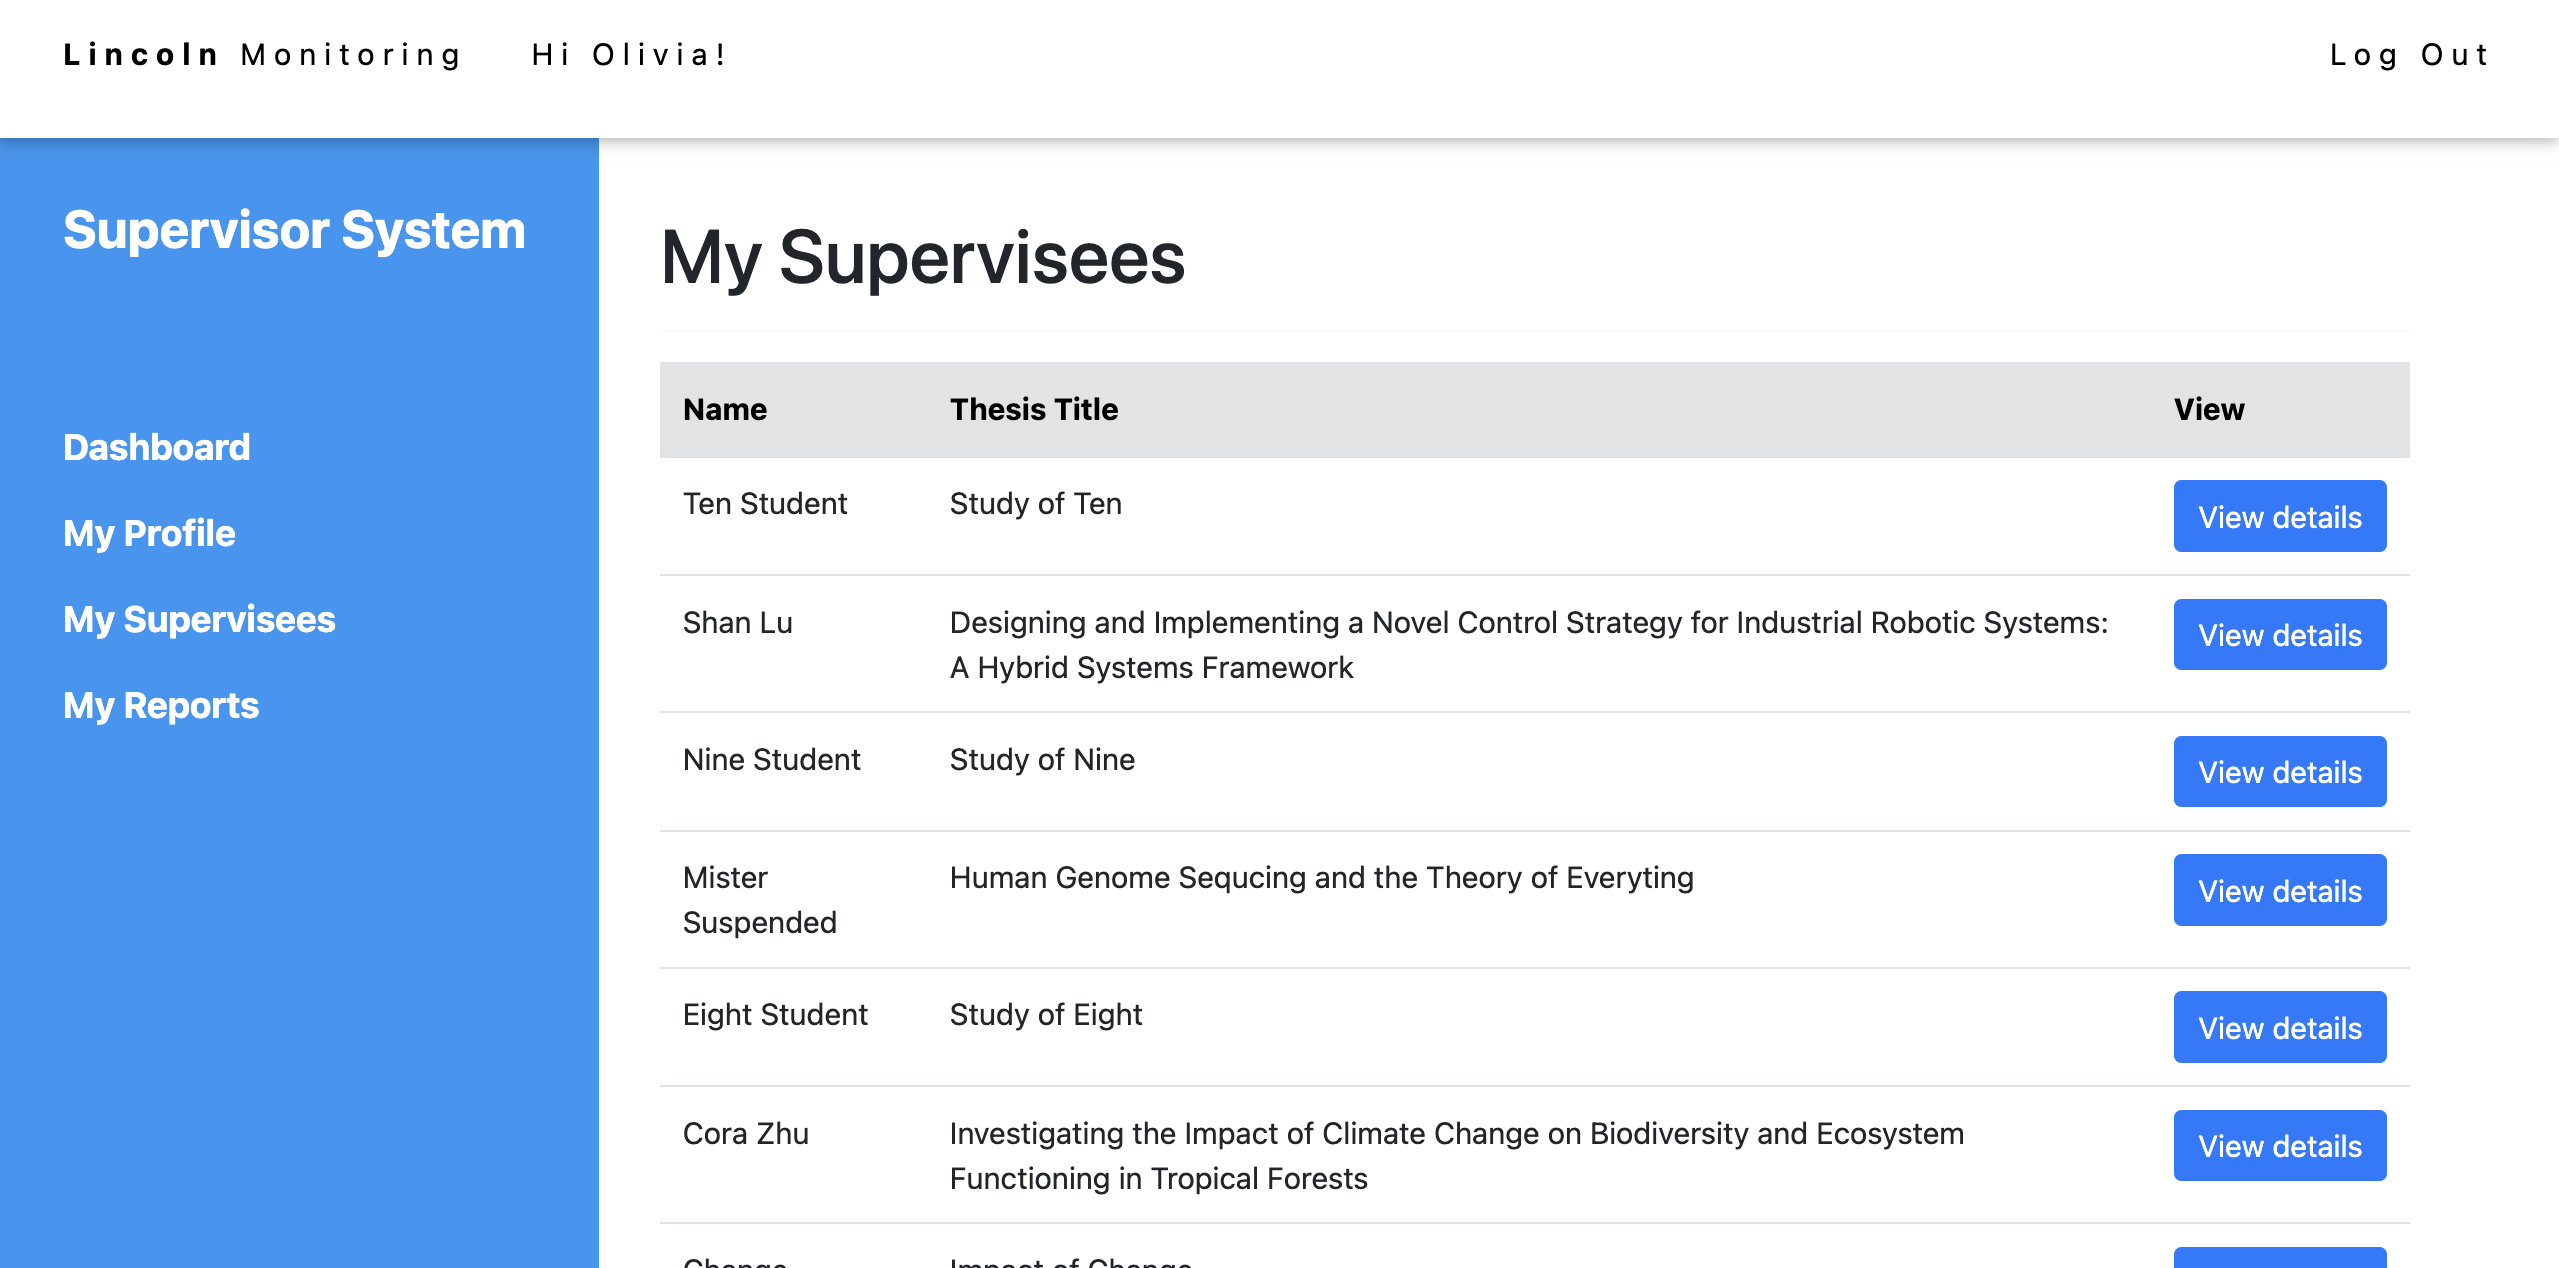 Lincoln Monitoring Hi Olivia! Log Out
Supervisor System
Dashboard
My Profile
My Supervisees
My Reports
My Supervisees
Name Thesis Title View
Ten Student Study of Ten View details
Shan Lu Designing and Implementing a Novel Control Strategy for Industrial Robotic Systems: View details
A Hybrid Systems Framework
Nine Student Study of Nine View details
Mister Human Genome Sequcing and the Theory of Everyting View details
Suspended
Eight Student Study of Eight View details
Cora Zhu Investigating the Impact of Climate Change on Biodiversity and Ecosystem View details
Functioning in Tropical Forests
Change Impact of Change